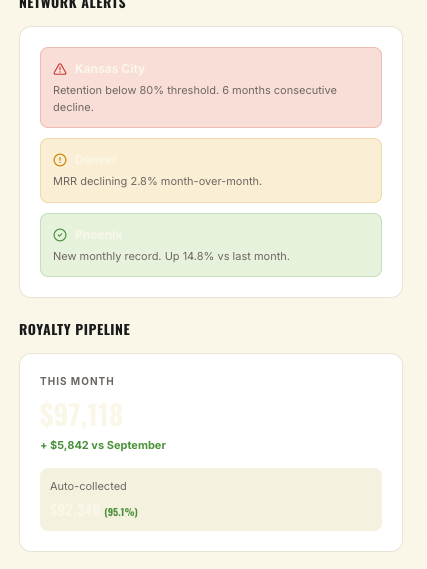 NETWORK ALERTS
Kansas City
Retention below 80% threshold. 6 months consecutive
decline.
Denver
MRR declining 2.8% month-over-month.
Phoenix
New monthly record. Up 14.8% vs last month.
ROYALTY PIPELINE
THIS MONTH
$97,118
+ $5,842 vs September
Auto-collected
$92,348 (95.1%)